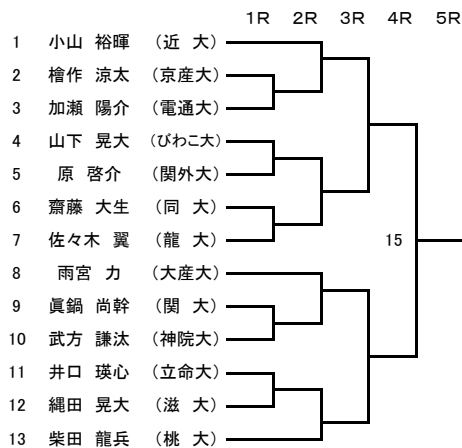 1R 2R 3R 4R 5R
1 小山 裕暉 (近 大)
2 檜作 涼太 (京産大)
3 加瀬 陽介 (電通大)
4 山下 晃大 (びわこ大)
5 原 啓介 (関外大)
6 齋藤 大生 (同 大)
7 佐々木 翼 (龍 大)
15
8 雨宮 力 (大産大)
9 眞鍋 尚幹 (関 大)
10 武方 謙汰 (神院大)
11 井口 瑛心 (立命大)
12 縄田 晃大 (滋 大)
13 柴田 龍兵 (桃 大)